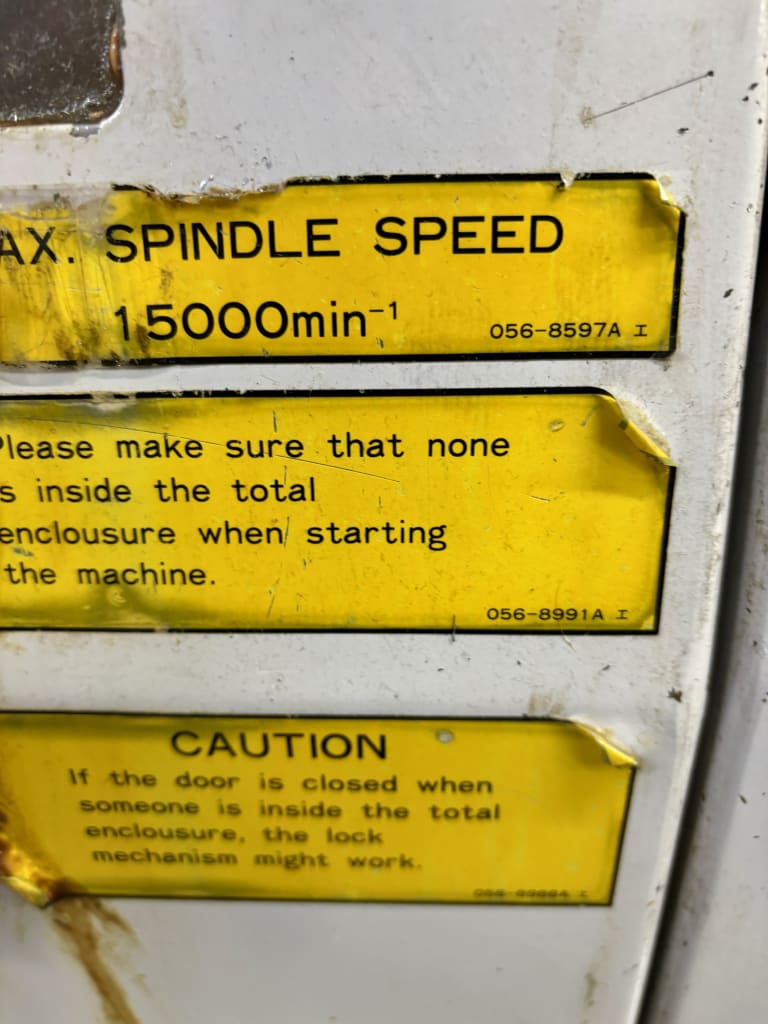 AX. SPINDLE SPEED
15000min⁻¹
056-8597A I
Please make sure that none
s inside the total
enclousure when starting
the machine.
056-8991A I
CAUTION
If the door is closed when
someone is inside the total
enclousure, the lock
mechanism might work.